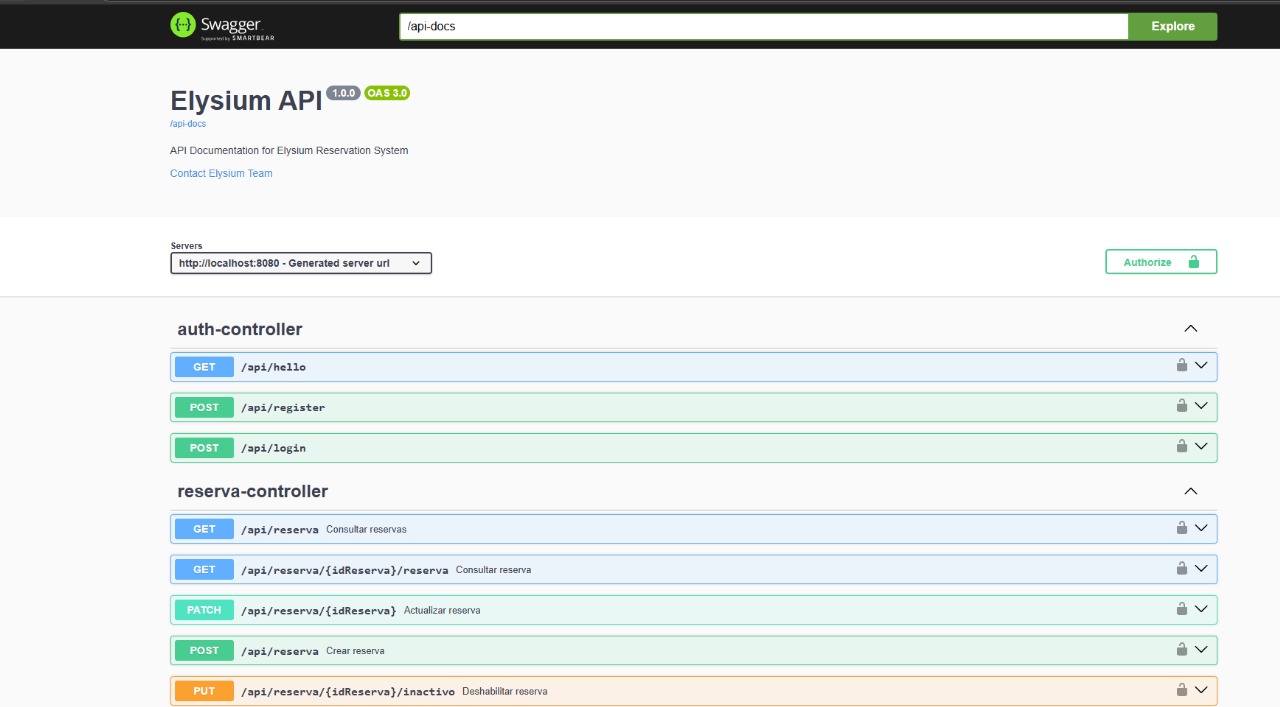 Swagger
Supported by SMARTBEAR
/api-docs
Explore
Elysium API 1.0.0 OAS 3.0
/api-docs
API Documentation for Elysium Reservation System
Contact Elysium Team
Servers
http://localhost:8080 - Generated server url
Authorize
auth-controller
GET /api/hello
POST /api/register
POST /api/login
reserva-controller
GET /api/reserva Consultar reservas
GET /api/reserva/{idReserva}/reserva Consultar reserva
PATCH /api/reserva/{idReserva} Actualizar reserva
POST /api/reserva Crear reserva
PUT /api/reserva/{idReserva}/inactivo Deshabilitar reserva